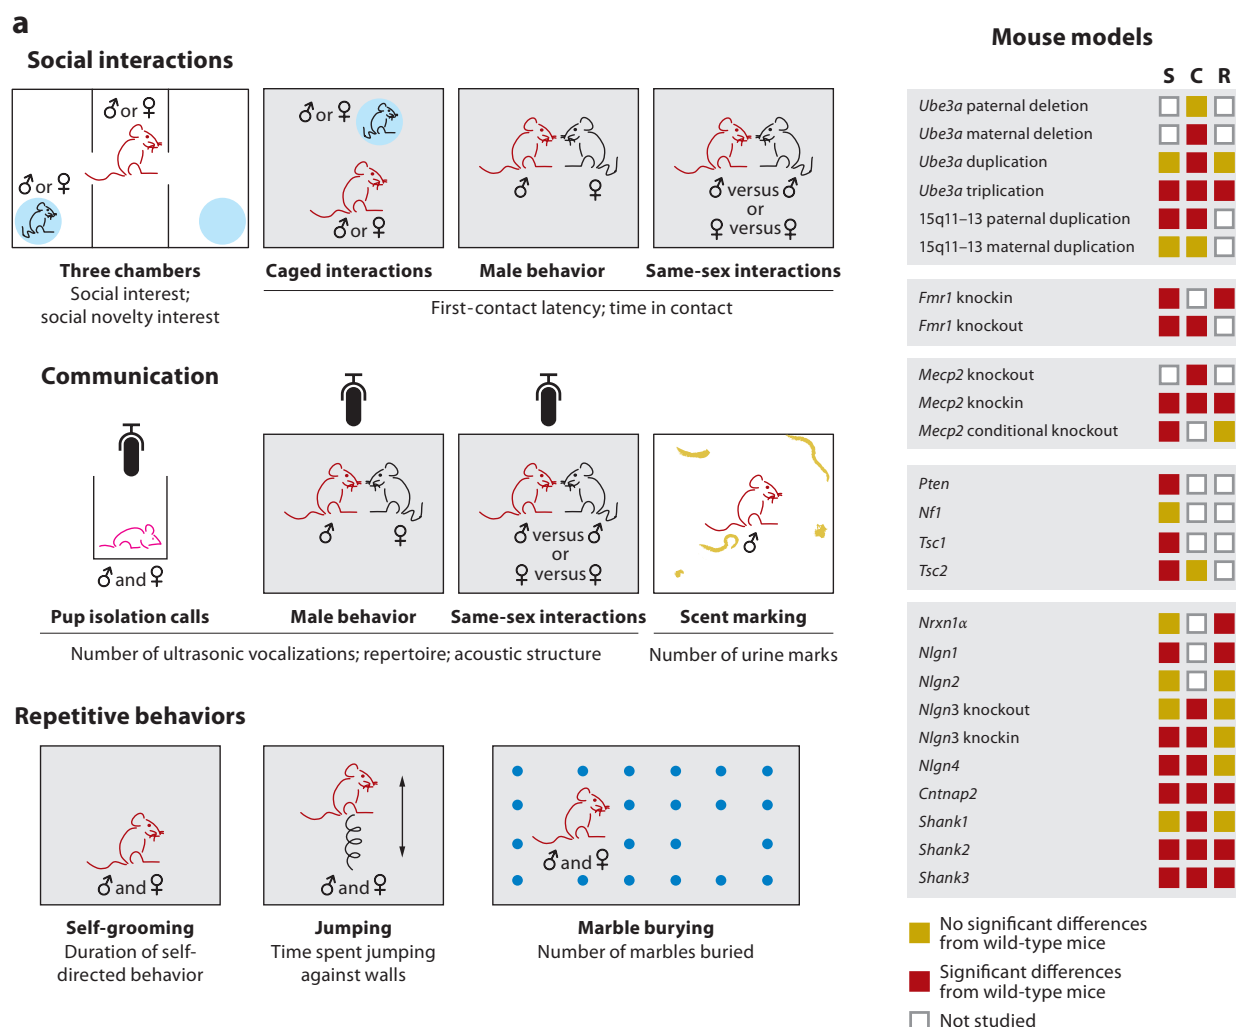 a
Social interactions
♂ or ♀
♂ or ♀
♂ or ♀
♂ or ♀
♂
♀
♂ versus ♂
or
♀ versus ♀
Three chambers
Social interest;
social novelty interest
Caged interactions
Male behavior
Same-sex interactions
First-contact latency; time in contact
Communication
♂ and ♀
♂
♀
♂ versus ♂
or
♀ versus ♀
♂
Pup isolation calls
Male behavior
Same-sex interactions
Scent marking
Number of ultrasonic vocalizations; repertoire; acoustic structure
Number of urine marks
Repetitive behaviors
♂ and ♀
♂ and ♀
♂ and ♀
Self-grooming
Duration of self-
directed behavior
Jumping
Time spent jumping
against walls
Marble burying
Number of marbles buried
Mouse models
S C R
Ube3a paternal deletion
Ube3a maternal deletion
Ube3a duplication
Ube3a triplication
15q11–13 paternal duplication
15q11–13 maternal duplication
Fmr1 knockin
Fmr1 knockout
Mecp2 knockout
Mecp2 knockin
Mecp2 conditional knockout
Pten
Nf1
Tsc1
Tsc2
Nrxn1α
Nlgn1
Nlgn2
Nlgn3 knockout
Nlgn3 knockin
Nlgn4
Cntnap2
Shank1
Shank2
Shank3
No significant differences
from wild-type mice
Significant differences
from wild-type mice
Not studied